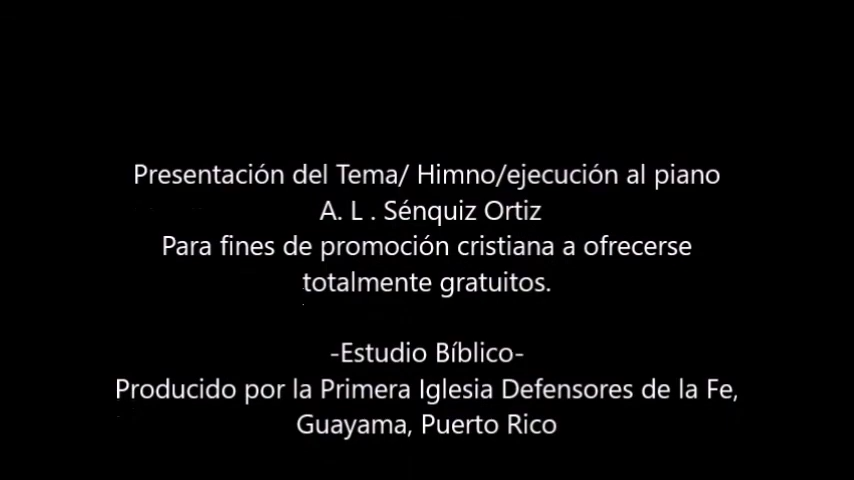 Presentación del Tema/ Himno/ejecución al piano
A. L . Sénquiz Ortiz
Para fines de promoción cristiana a ofrecerse
totalmente gratuitos.
-Estudio Bíblico-
Producido por la Primera Iglesia Defensores de la Fe,
Guayama, Puerto Rico